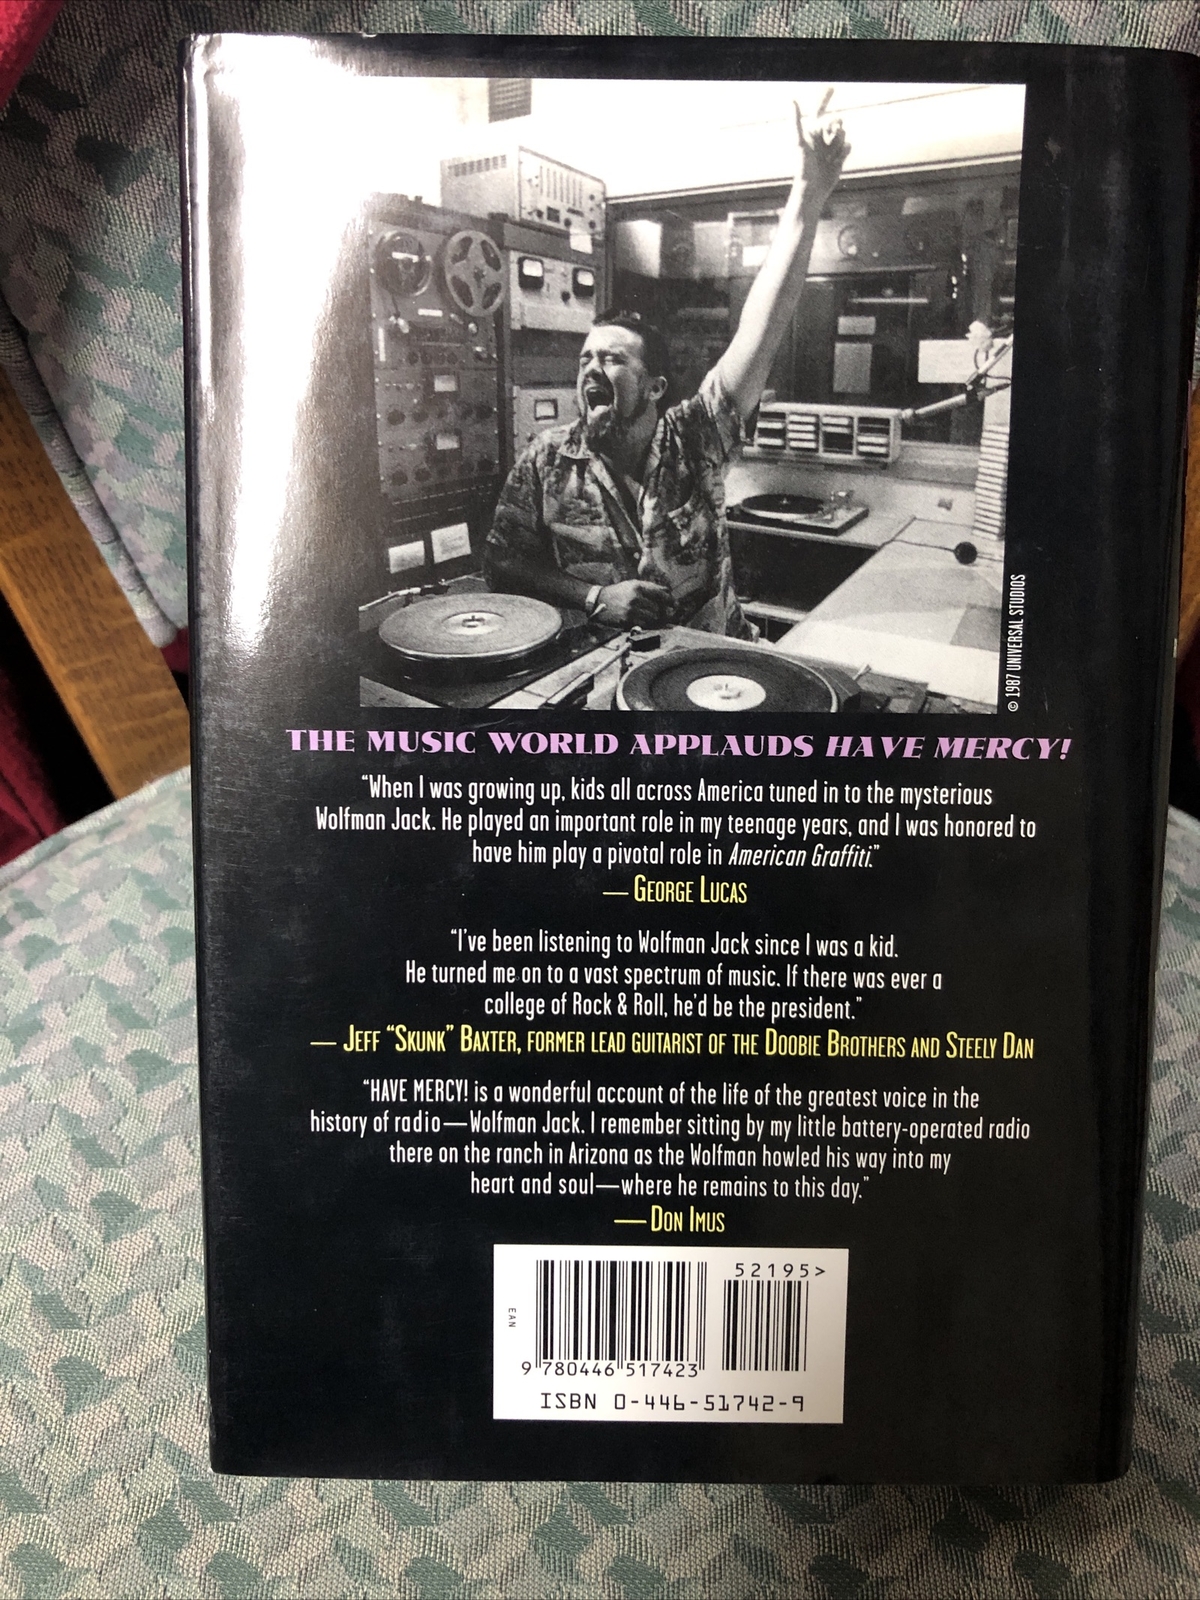 © 1987 UNIVERSAL STUDIOS
THE MUSIC WORLD APPLAUDS HAVE MERCY!
“When I was growing up, kids all across America tuned in to the mysterious
Wolfman Jack. He played an important role in my teenage years, and I was honored to
have him play a pivotal role in American Graffiti.”
— GEORGE LUCAS
“I’ve been listening to Wolfman Jack since I was a kid.
He turned me on to a vast spectrum of music. If there was ever a
college of Rock & Roll, he’d be the president.”
— JEFF “SKUNK” BAXTER, FORMER LEAD GUITARIST OF THE DOOBIE BROTHERS AND STEELY DAN
“HAVE MERCY! is a wonderful account of the life of the greatest voice in the
history of radio—Wolfman Jack. I remember sitting by my little battery-operated radio
there on the ranch in Arizona as the Wolfman howled his way into my
heart and soul—where he remains to this day.”
— DON IMUS
52195>
EAN
9 780446 517423
ISBN 0-446-51742-9